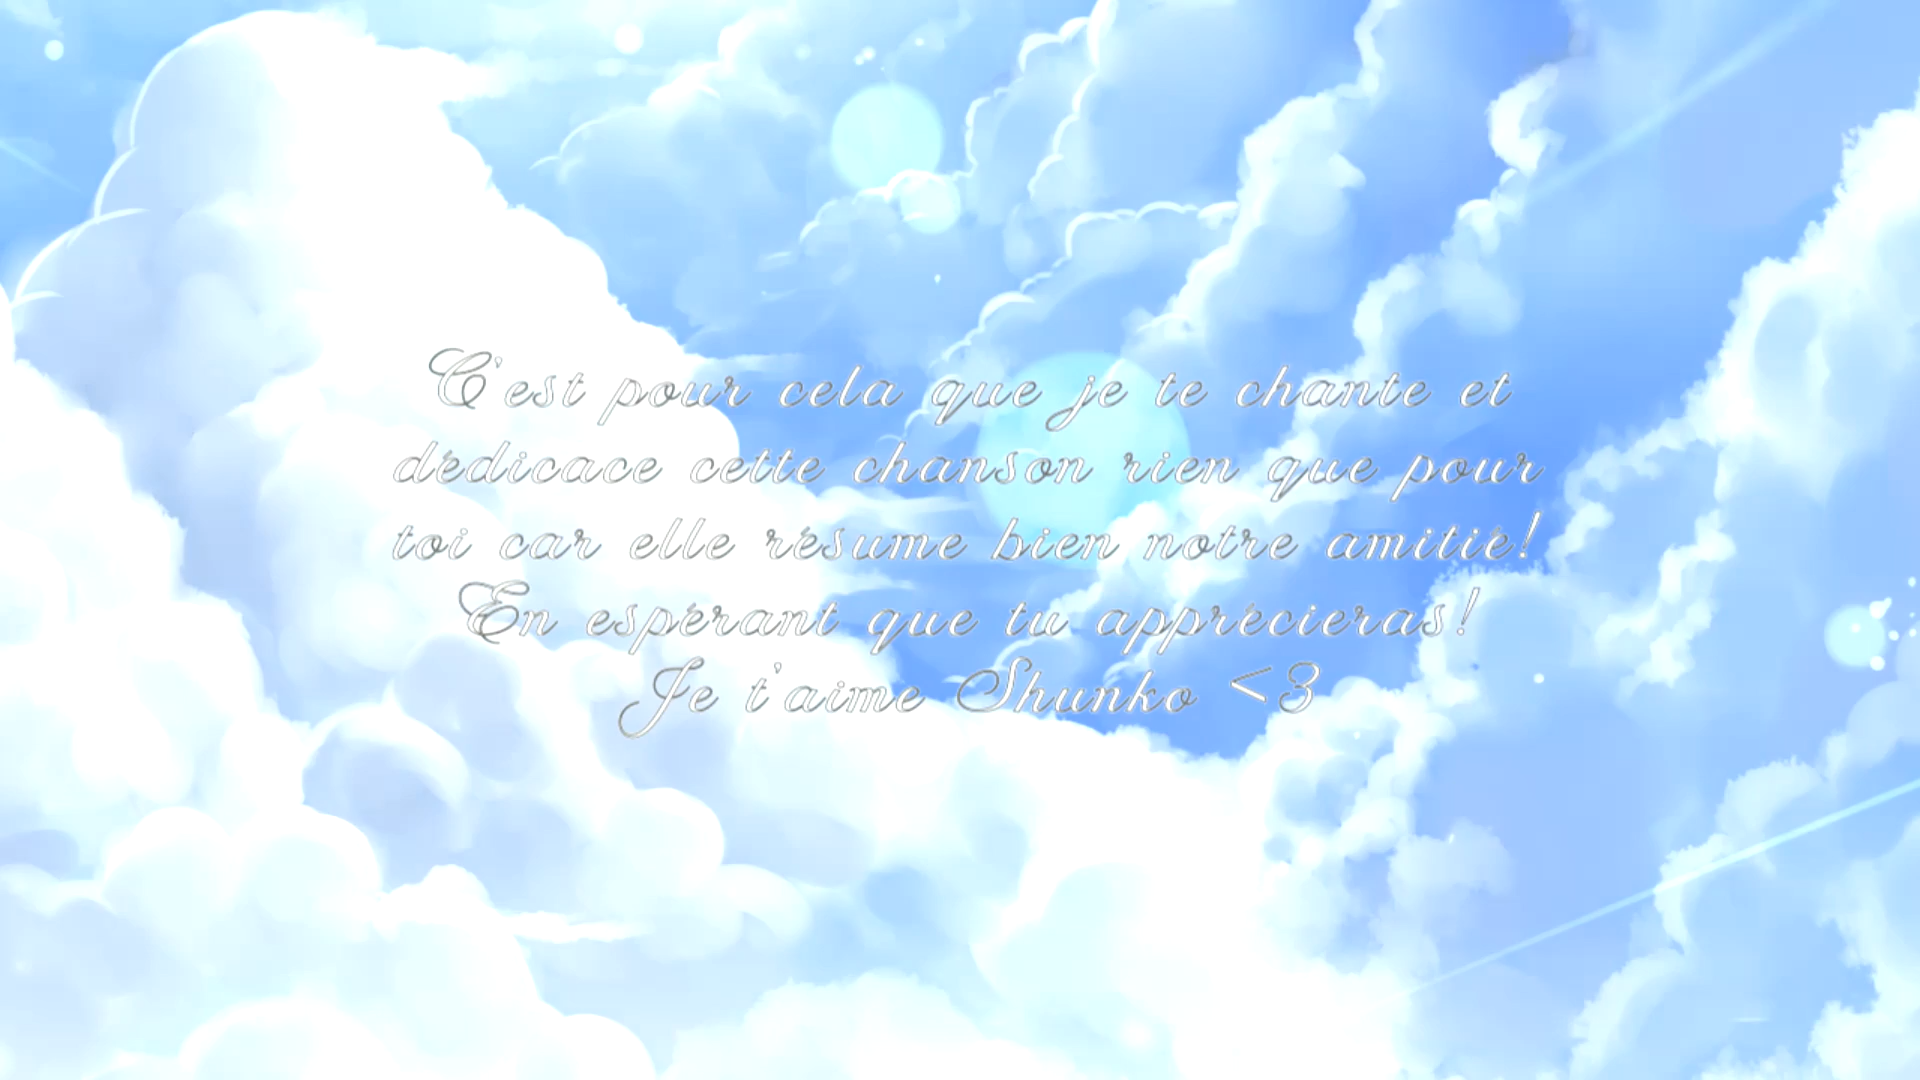 C'est pour cela que je te chante et
dédicace cette chanson rien que pour
toi car elle résume bien notre amitié!
En espérant que tu apprécieras!
Je t'aime Shunko <3